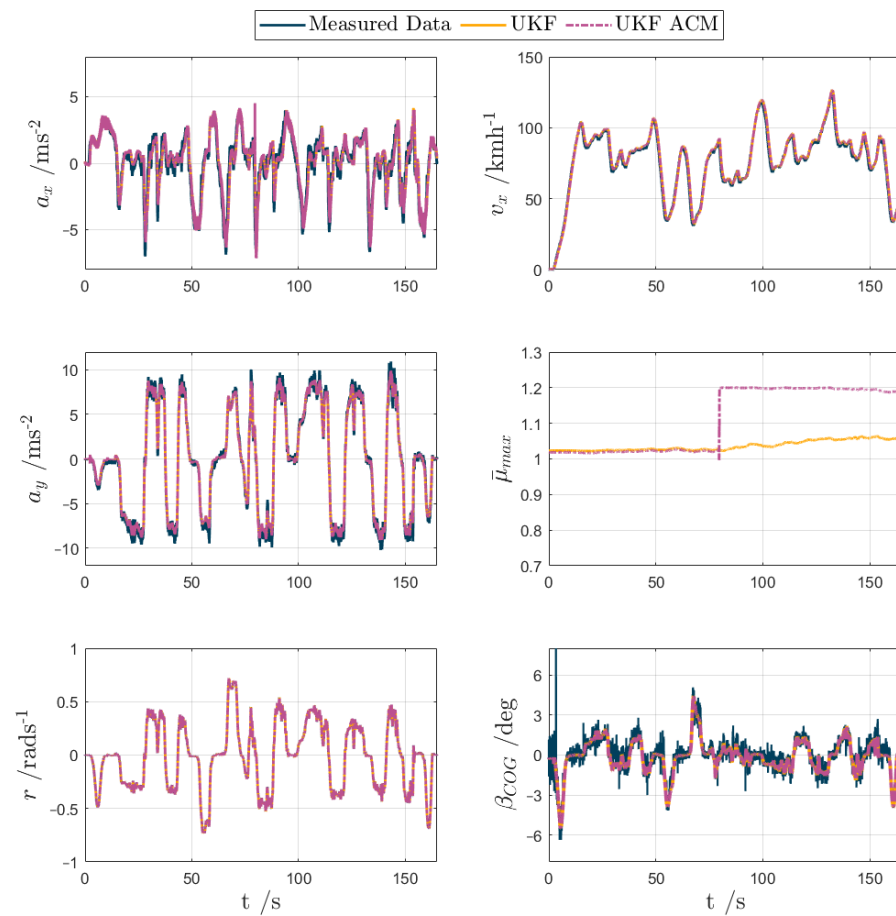 Measured Data UKF UKF ACM
a_x /ms⁻²
5
0
-5
0 50 100 150
v_x /kmh⁻¹
150
100
50
0
0 50 100 150
a_y /ms⁻²
10
5
0
-5
-10
0 50 100 150
μ̄_max
1.3
1.2
1.1
1
0.9
0.8
0.7
0 50 100 150
r /rads⁻¹
1
0.5
0
-0.5
-1
0 50 100 150
t /s
β_COG /deg
6
3
0
-3
-6
0 50 100 150
t /s